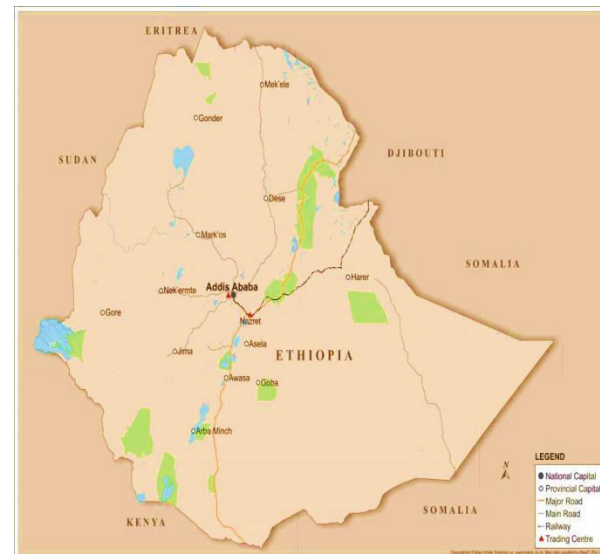 ERITREA
Mek'ele
Gonder
SUDAN
DJIBOUTI
Dese
Mark'os
SOMALIA
Harer
Nek'ermte
Addis Ababa
Gore
Nazret
Jima
Asela
ETHIOPIA
Awasa
Goba
Arba Minch
KENYA
SOMALIA
N
LEGEND
National Capital
Provincial Capital
Major Road
Main Road
Railway
Trading Centre